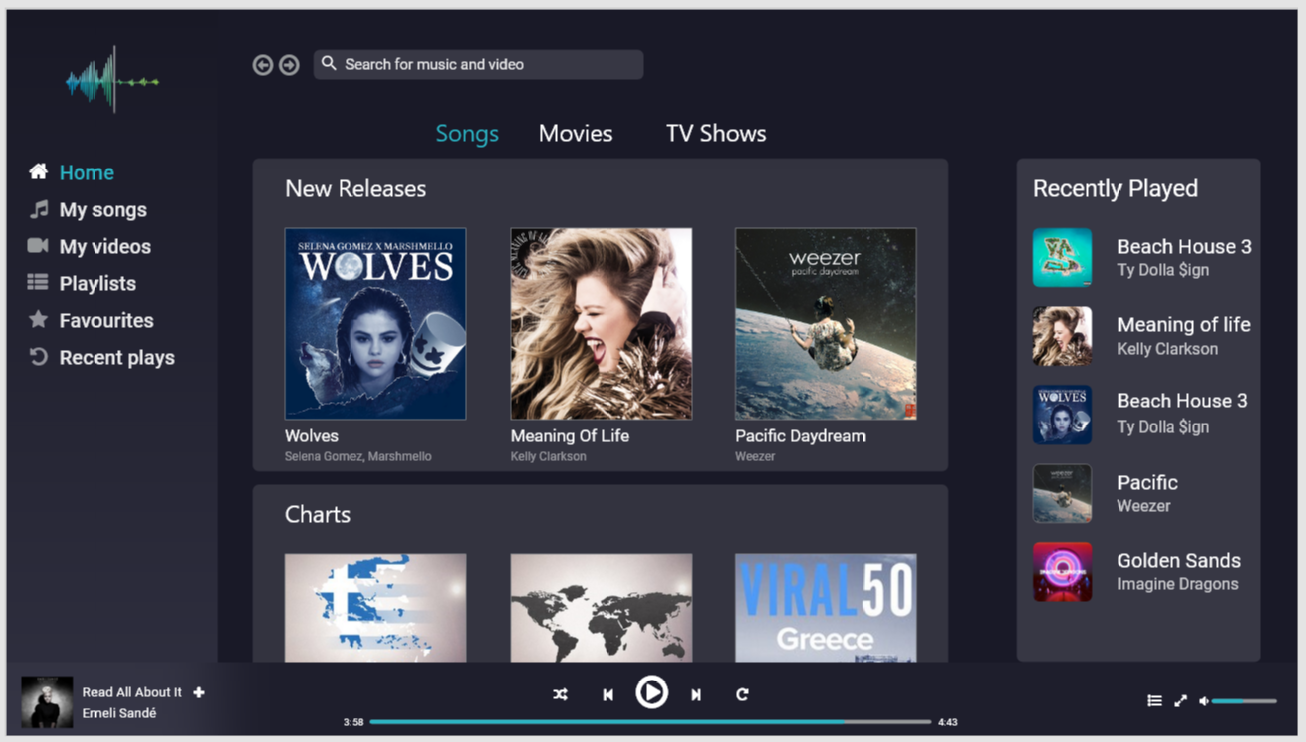 Search for music and video
Songs
Movies
TV Shows
Home
My songs
My videos
Playlists
Favourites
Recent plays
New Releases
SELENA GOMEZ X MARSHMELLO
WOLVES
weezer
pacific daydream
Wolves
Selena Gomez, Marshmello
Meaning Of Life
Kelly Clarkson
Pacific Daydream
Weezer
Charts
VIRAL 50
Greece
Recently Played
Beach House 3
Ty Dolla $ign
Meaning of life
Kelly Clarkson
WOLVES
Beach House 3
Ty Dolla $ign
Pacific
Weezer
Golden Sands
Imagine Dragons
Read All About It
Emeli Sandé
3:58
4:43